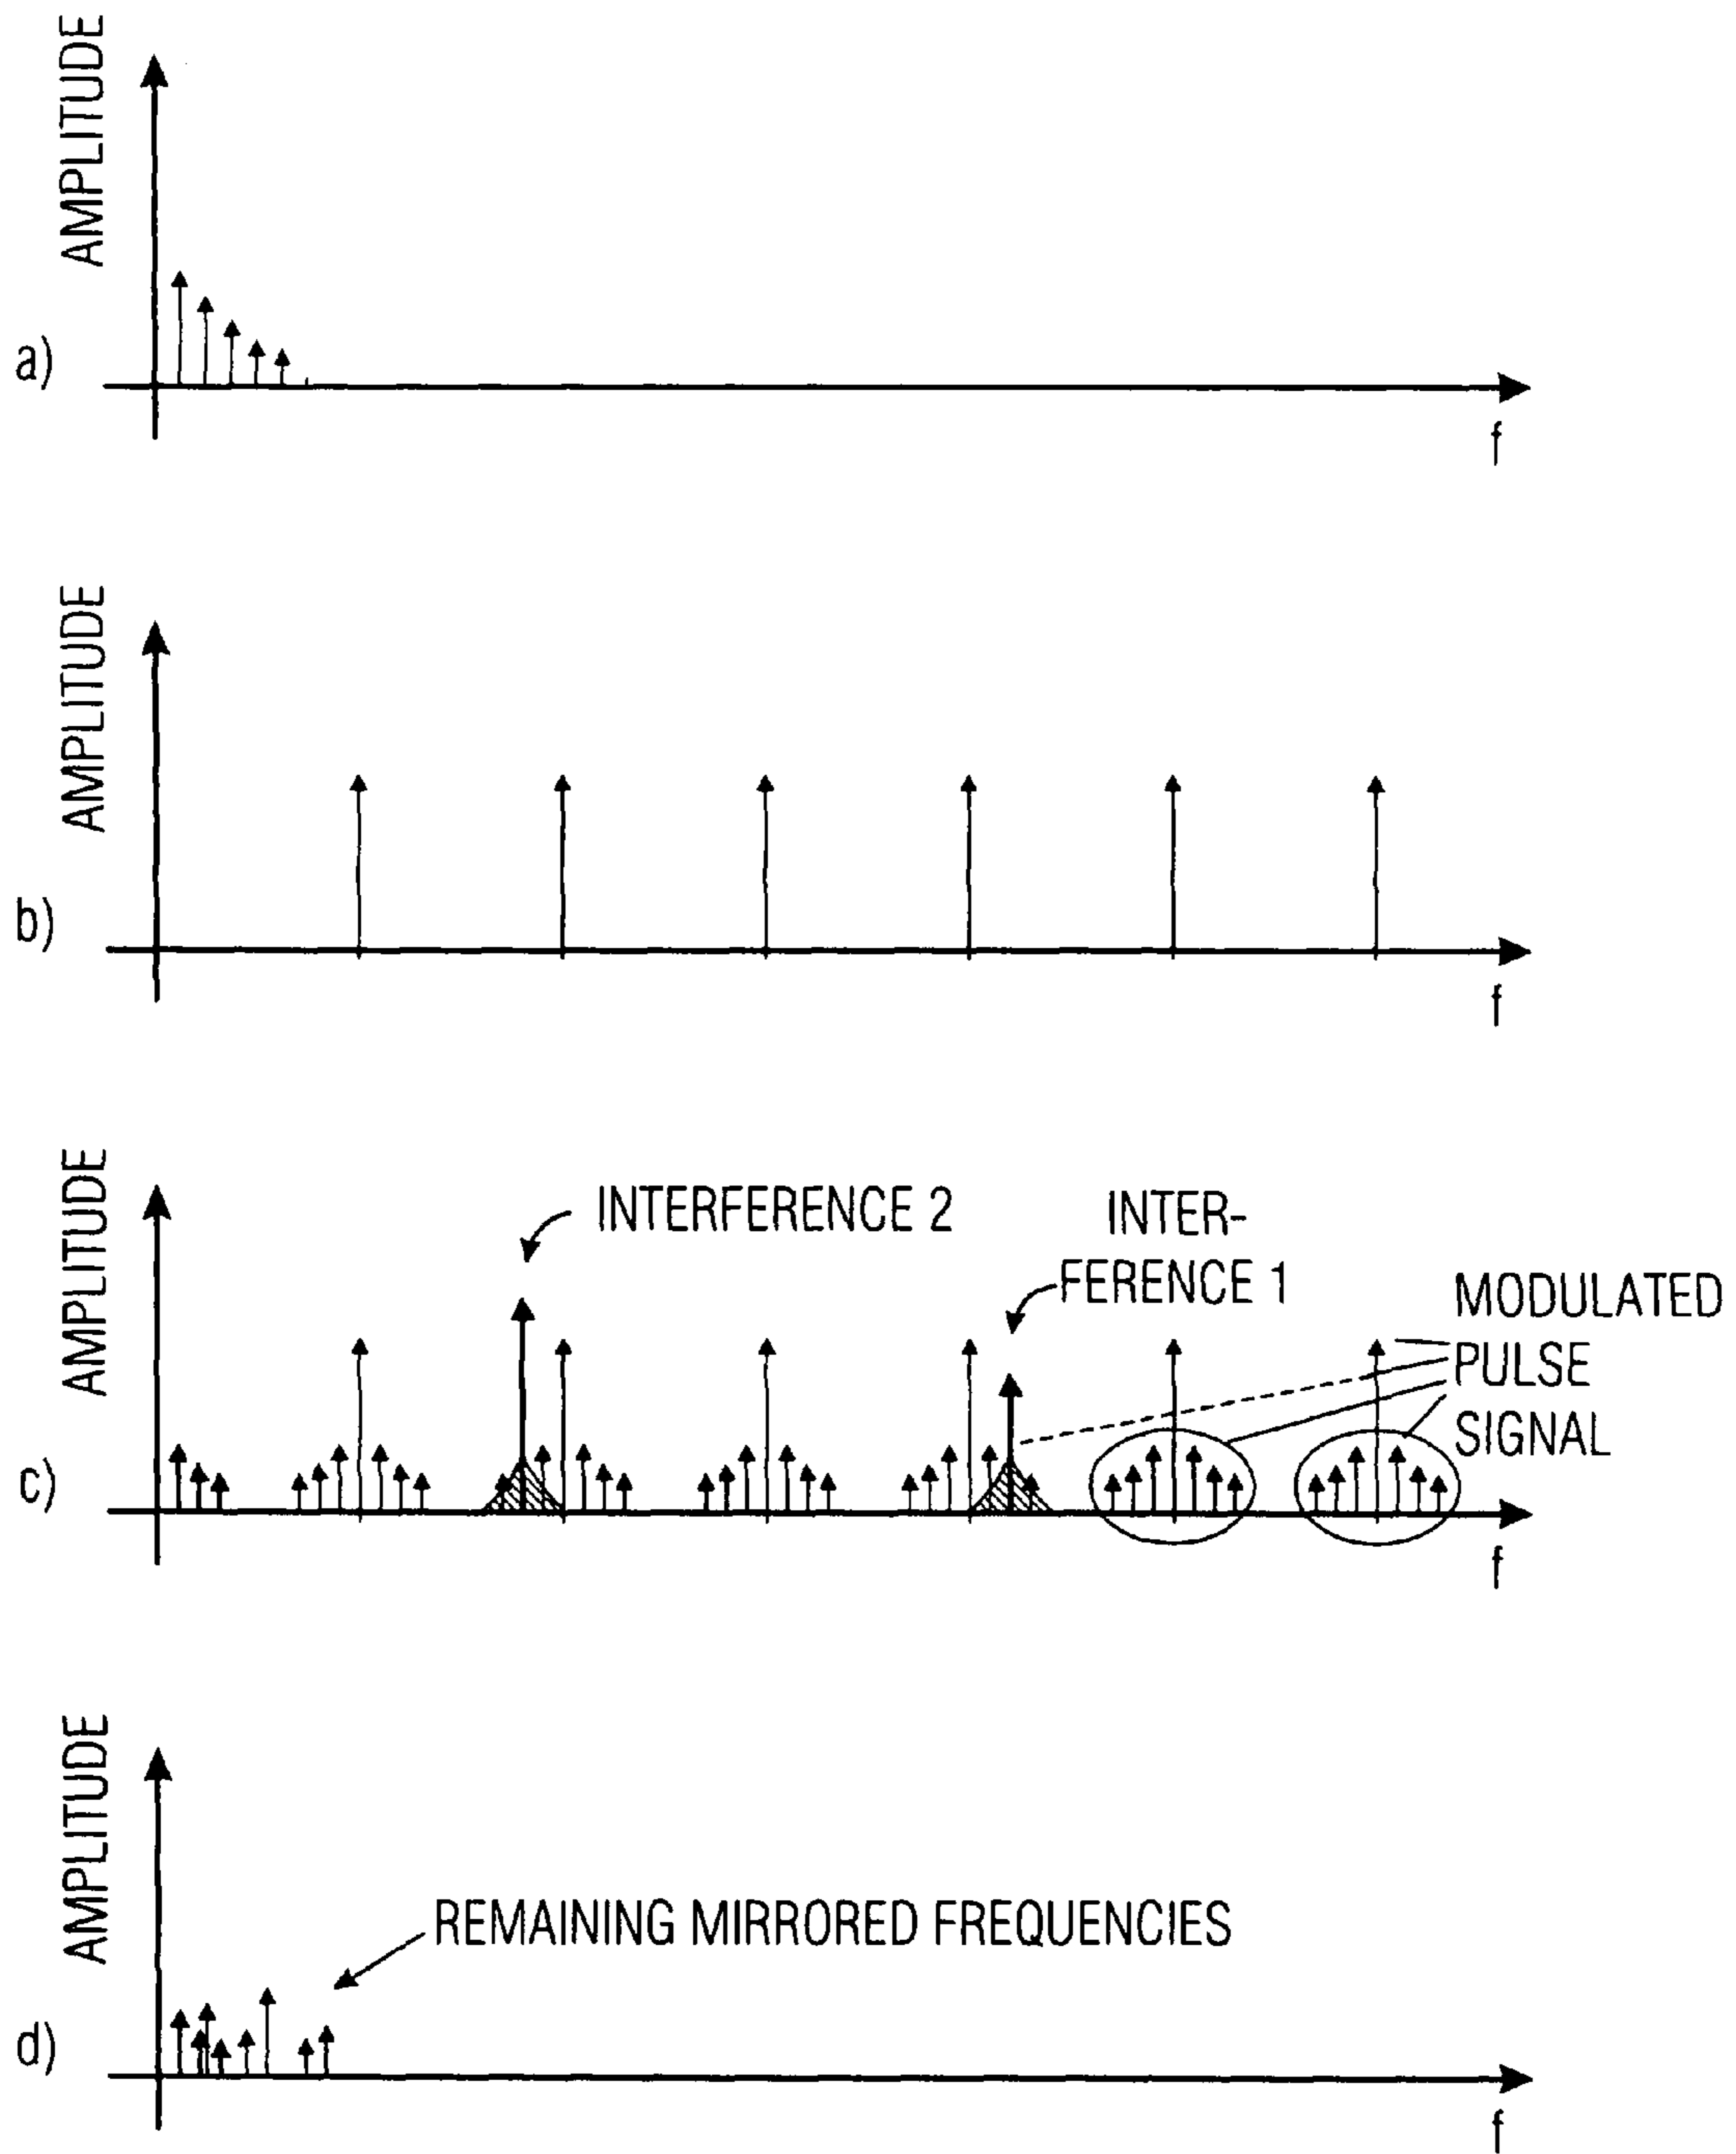 AMPLITUDE
a)
f
AMPLITUDE
b)
f
AMPLITUDE
INTERFERENCE 2
INTER-
FERENCE 1
MODULATED
PULSE
SIGNAL
c)
f
AMPLITUDE
REMAINING MIRRORED FREQUENCIES
d)
f